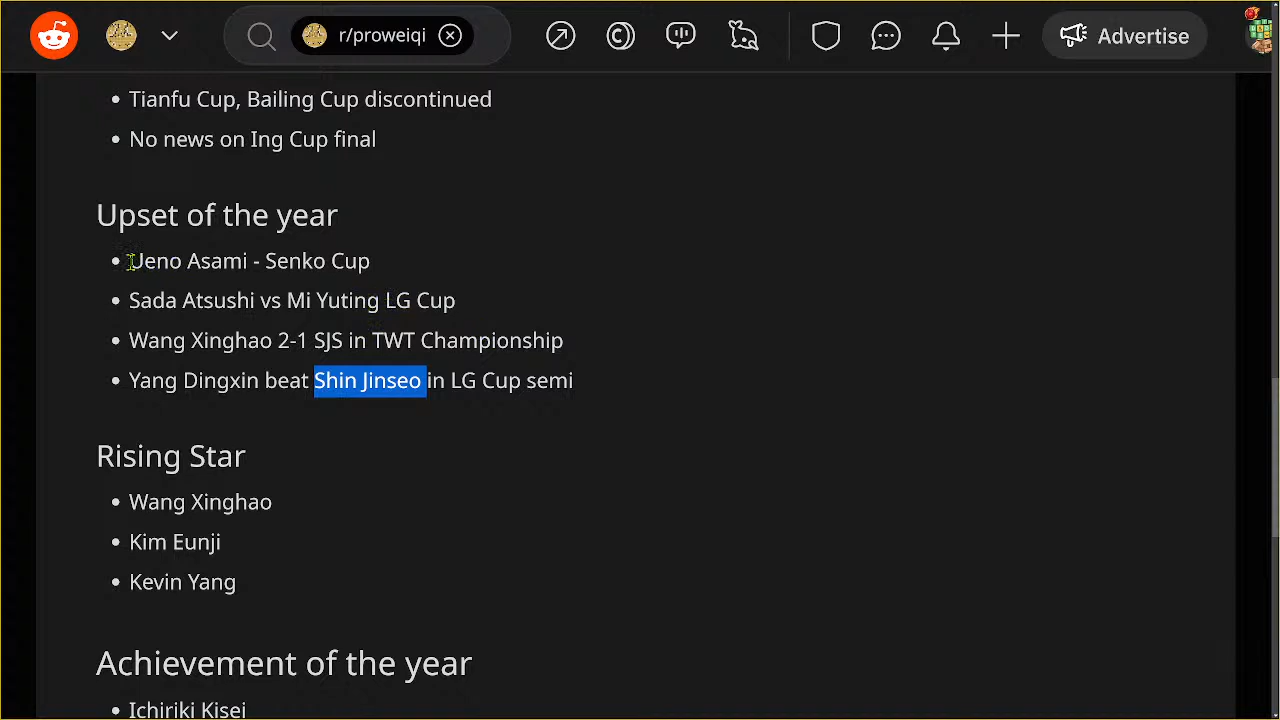 r/proweiqi
Advertise
Tianfu Cup, Bailing Cup discontinued
No news on Ing Cup final
Upset of the year
Ueno Asami - Senko Cup
Sada Atsushi vs Mi Yuting LG Cup
Wang Xinghao 2-1 SJS in TWT Championship
Yang Dingxin beat Shin Jinseo in LG Cup semi
Rising Star
Wang Xinghao
Kim Eunji
Kevin Yang
Achievement of the year
Ichiriki Kisei